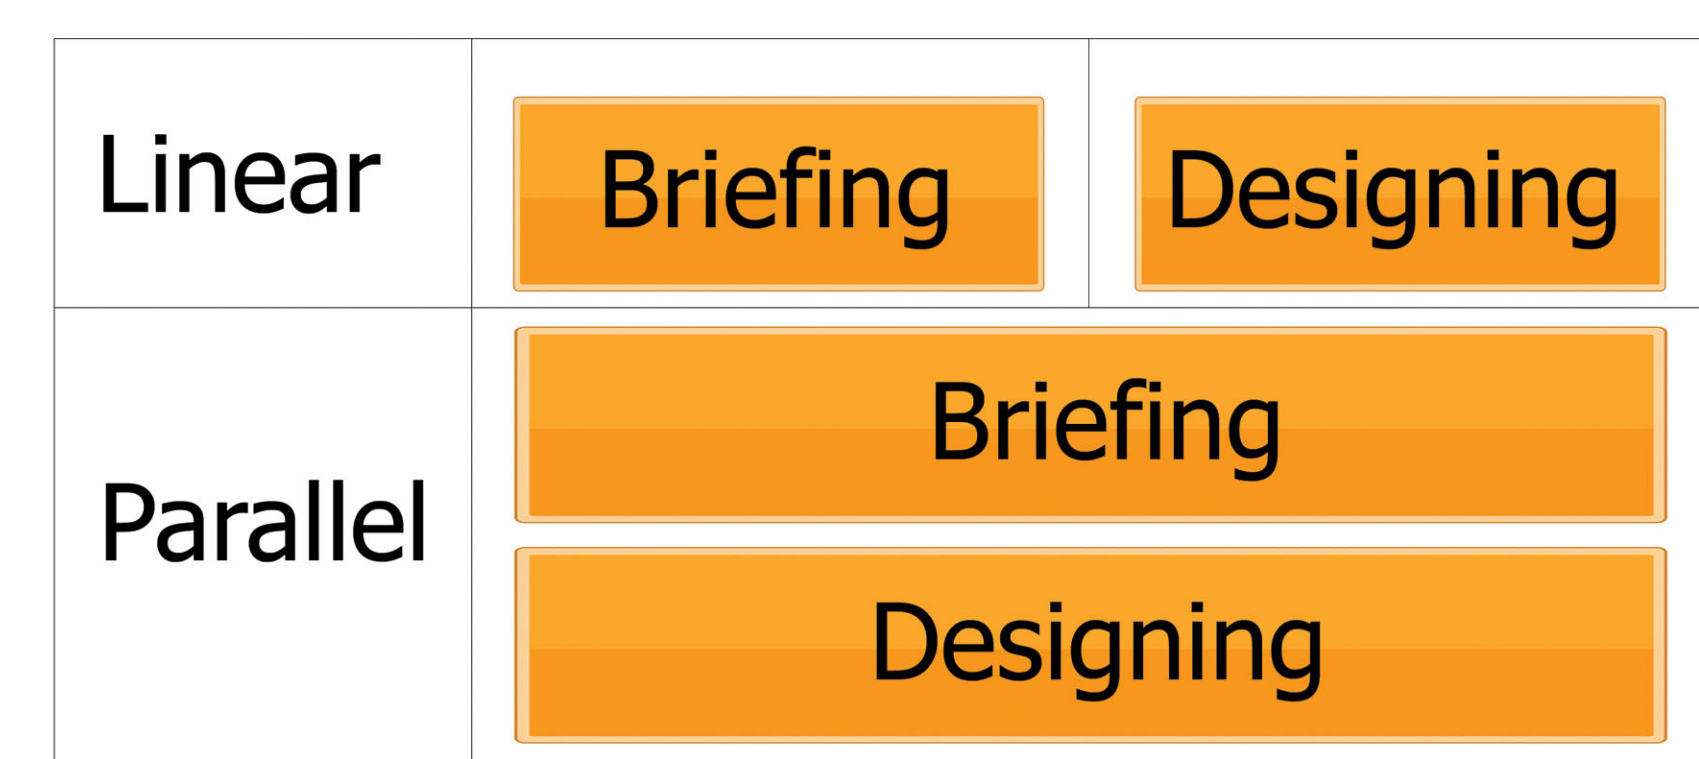 Linear
Briefing
Designing
Parallel
Briefing
Designing